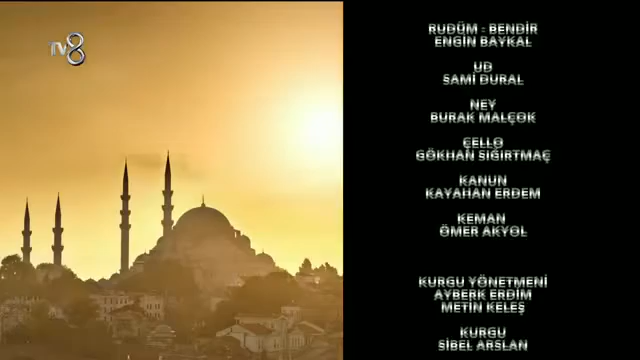 TV8
RUDÜM - BENDİR
ENGİN BAYKAL
UD
SAMİ DURAL
NEY
BURAK MALÇOK
ÇELLO
GÖKHAN SIĞIRTMAÇ
KANUN
KAYAHAN ERDEM
KEMAN
ÖMER AKYOL
KURGU YÖNETMENİ
AYBERK ERDİM
METİN KELEŞ
KURGU
SİBEL ARSLAN